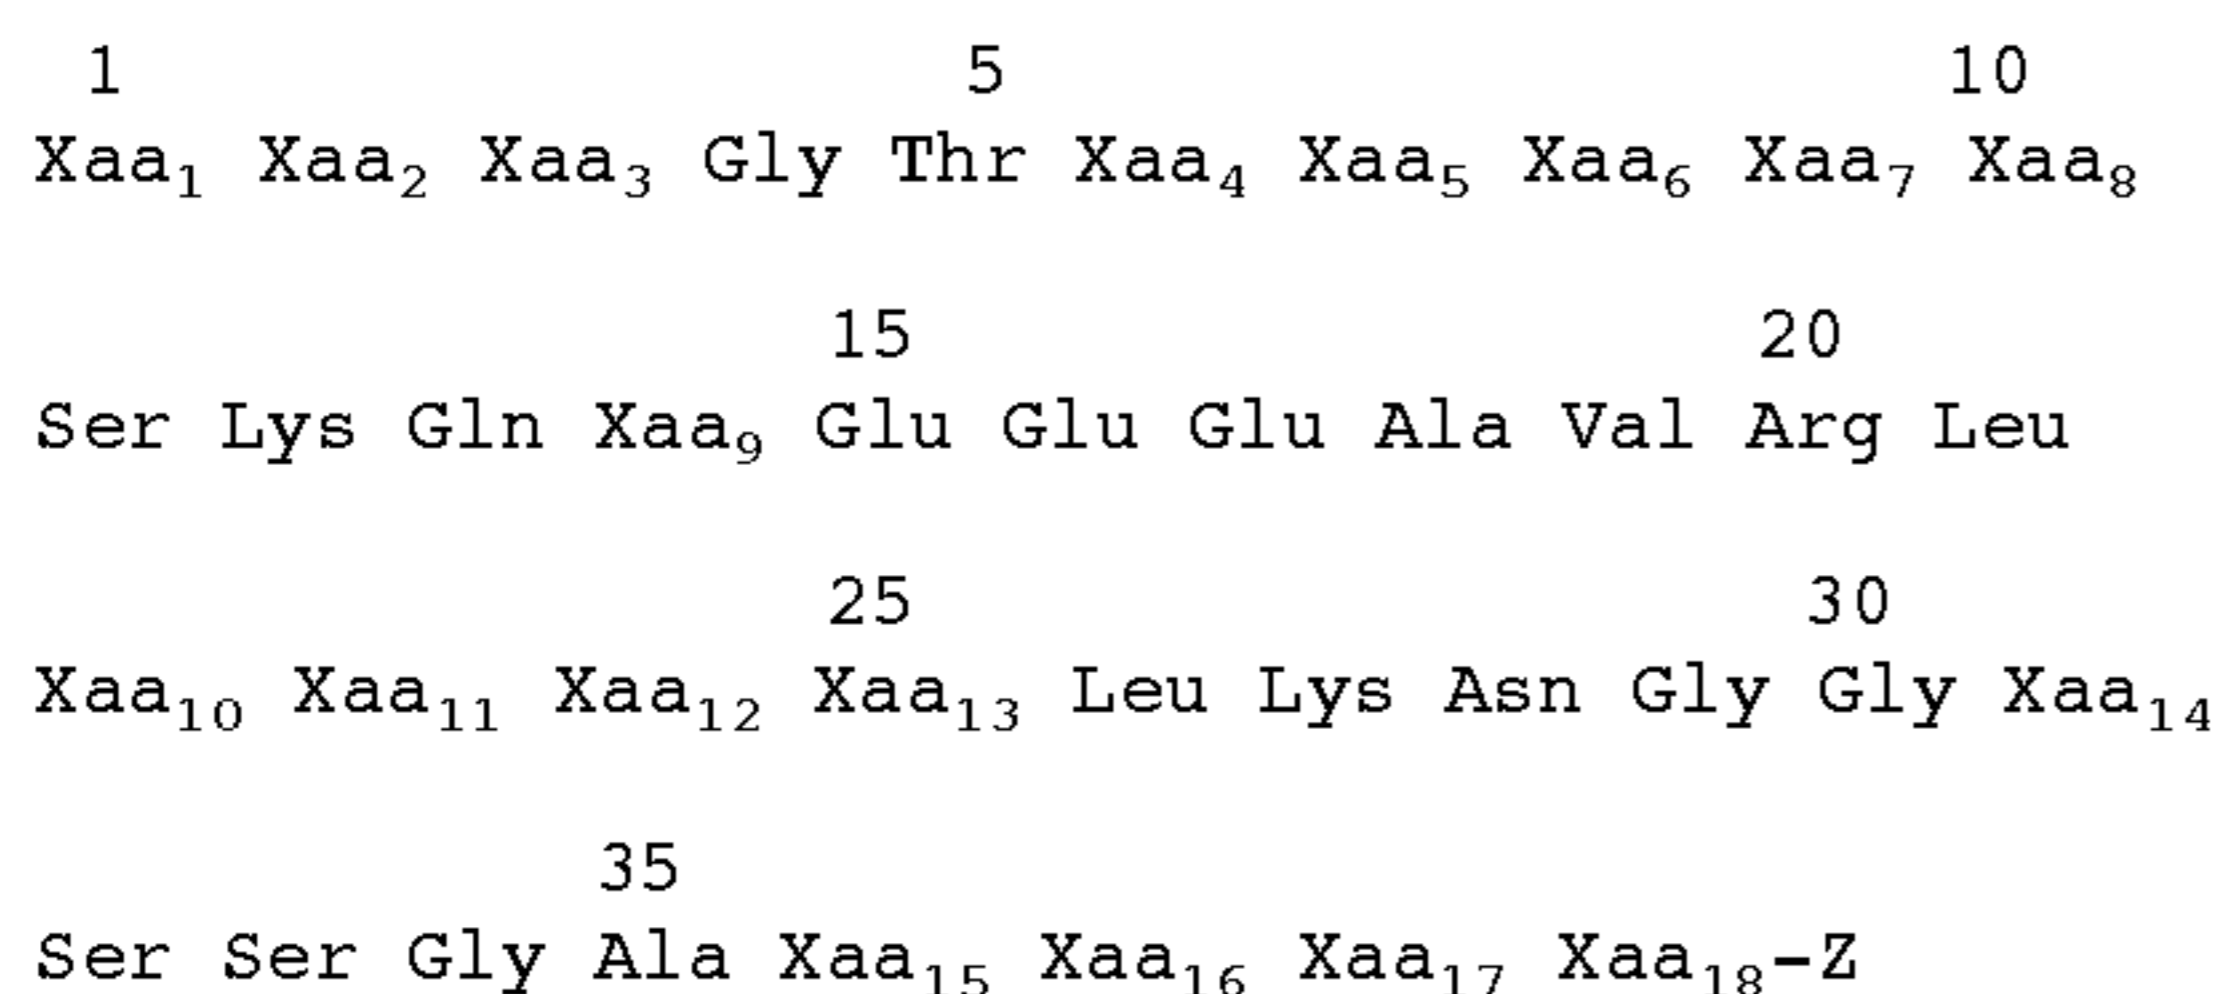 1 5 10
Xaa₁ Xaa₂ Xaa₃ Gly Thr Xaa₄ Xaa₅ Xaa₆ Xaa₇ Xaa₈
15 20
Ser Lys Gln Xaa₉ Glu Glu Glu Ala Val Arg Leu
25 30
Xaa₁₀ Xaa₁₁ Xaa₁₂ Xaa₁₃ Leu Lys Asn Gly Gly Xaa₁₄
35
Ser Ser Gly Ala Xaa₁₅ Xaa₁₆ Xaa₁₇ Xaa₁₈-Z